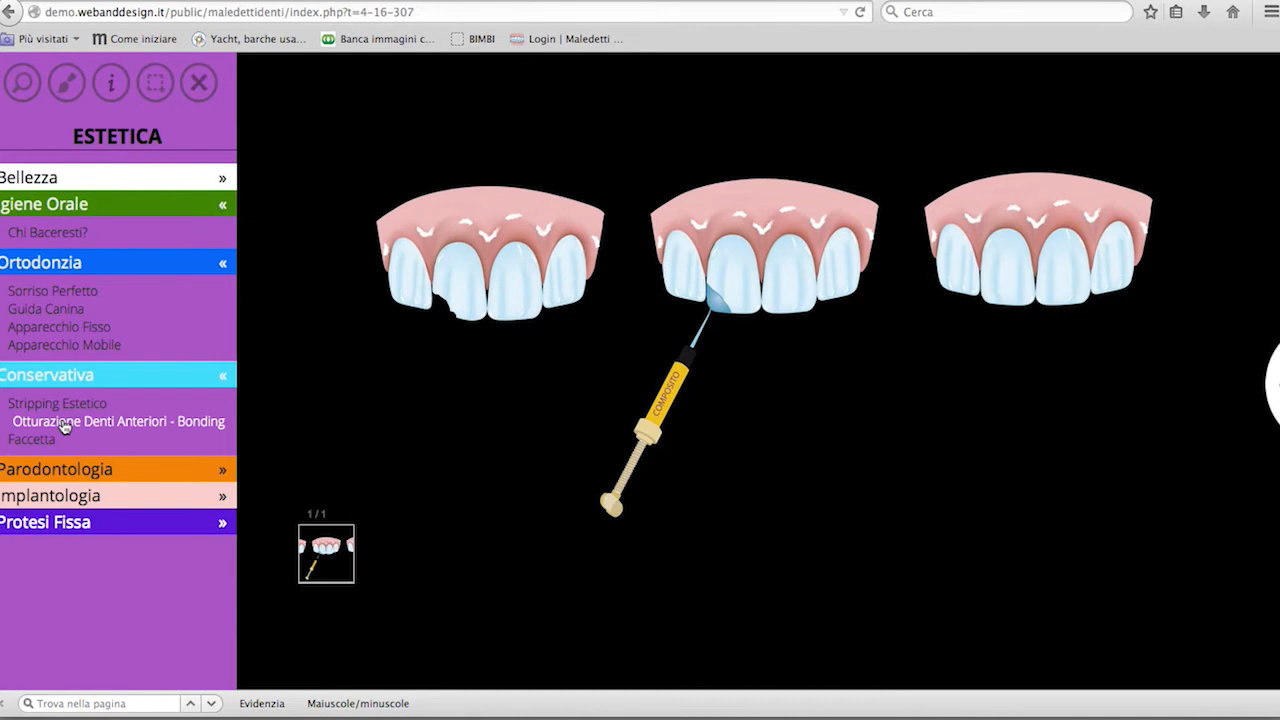 demo.webanddesign.it/public/maledettidenti/index.php?t=4-16-307
Cerca
Più visitati
Come iniziare
Yacht, barche usa...
Banca immagini c...
BIMBI
Login | Maledetti ...
ESTETICA
Bellezza »
giene Orale «
Chi Baceresti?
Ortodonzia «
Sorriso Perfetto
Guida Canina
Apparecchio Fisso
Apparecchio Mobile
Conservativa «
Stripping Estetico
Otturazione Denti Anteriori - Bonding
Faccetta
Parodontologia »
Implantologia »
Protesi Fissa »
COMPOSITO
1/1
Trova nella pagina
Evidenzia
Maiuscole/minuscole